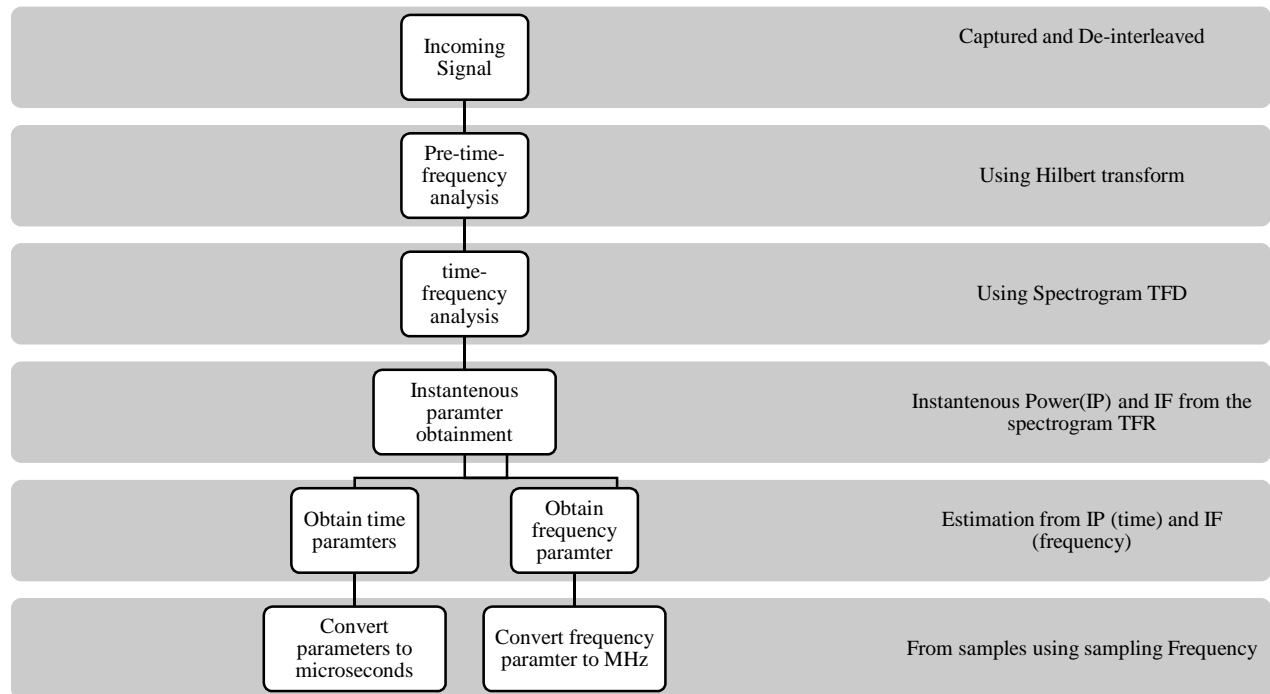 Incoming
Signal
Captured and De-interleaved
Pre-time-
frequency
analysis
Using Hilbert transform
time-
frequency
analysis
Using Spectrogram TFD
Instantenous
paramter
obtainment
Instantenous Power(IP) and IF from the
spectrogram TFR
Obtain time
paramters
Obtain
frequency
paramter
Estimation from IP (time) and IF
(frequency)
Convert
parameters to
microseconds
Convert frequency
paramter to MHz
From samples using sampling Frequency